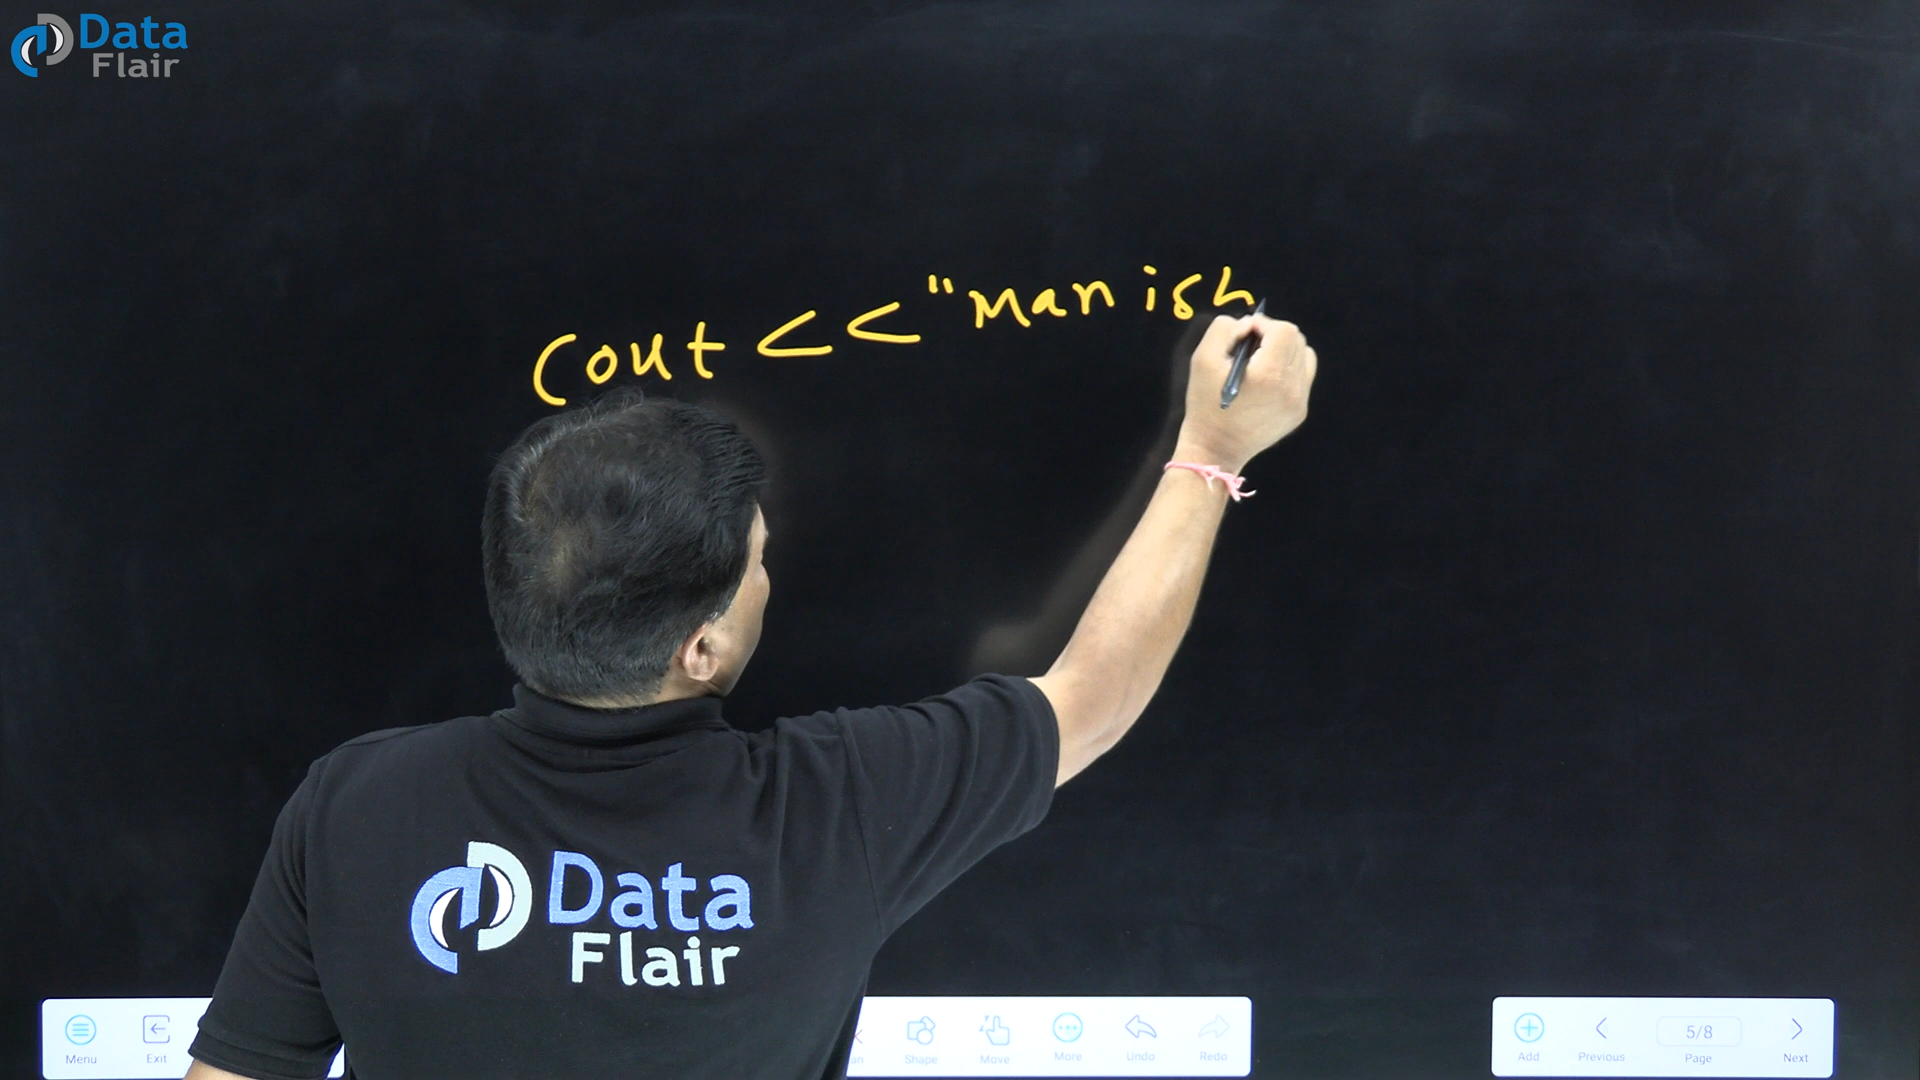 Data
Flair
Cout << "Manish
Data
Flair
Menu
Exit
Shape
Move
More
Undo
Redo
Add
Previous
5/8
Page
Next